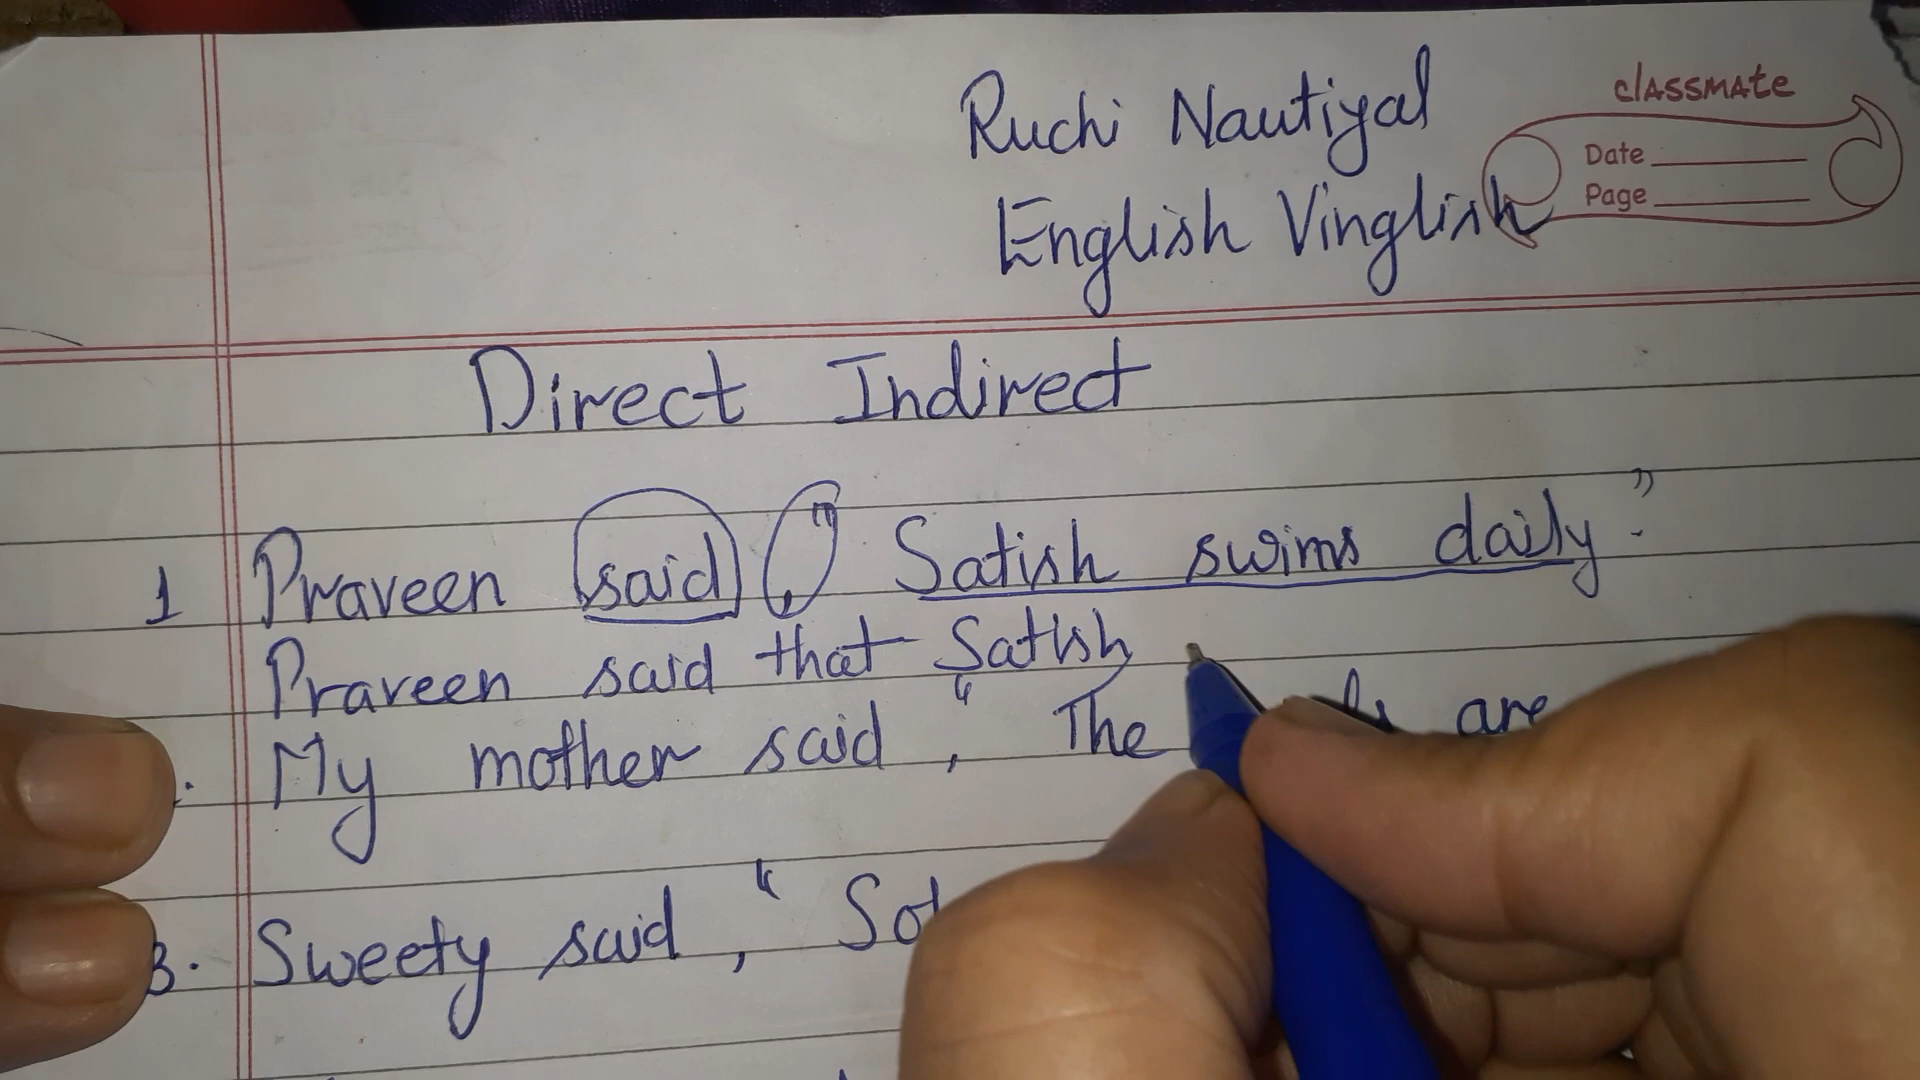 Ruchi Nautiyal
classmate
Date
Page
English Vinglish
Direct Indirect
1 Praveen said, " Satish swims daily."
Praveen said that Satish
. My mother said , " The are
3. Sweety said , "